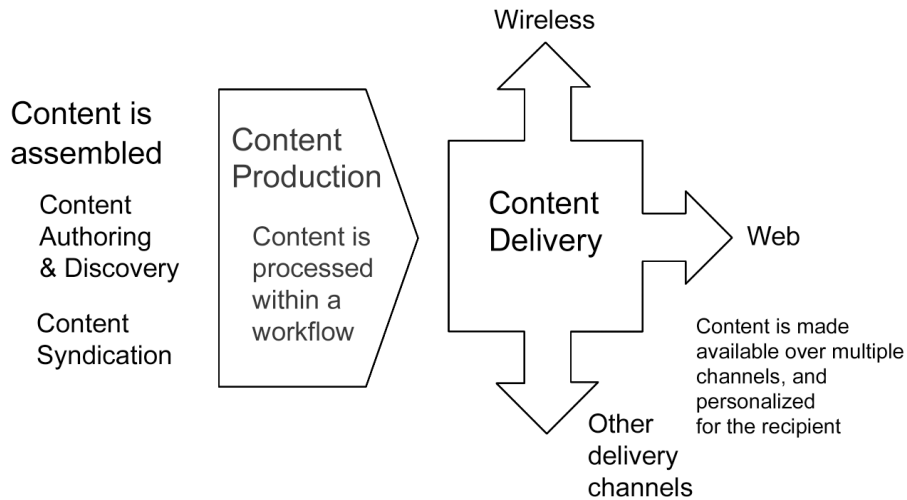 Content is
assembled
Content
Authoring
& Discovery
Content
Syndication
Content
Production
Content is
processed
within a
workflow
Wireless
Content
Delivery
Web
Content is made
available over multiple
channels, and
personalized
for the recipient
Other
delivery
channels